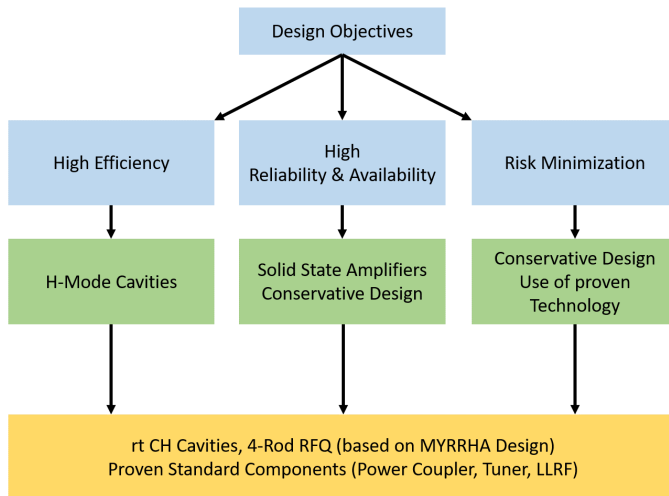 Design Objectives
High Efficiency
High
Reliability & Availability
Risk Minimization
H-Mode Cavities
Solid State Amplifiers
Conservative Design
Conservative Design
Use of proven
Technology
rt CH Cavities, 4-Rod RFQ (based on MYRRHA Design)
Proven Standard Components (Power Coupler, Tuner, LLRF)